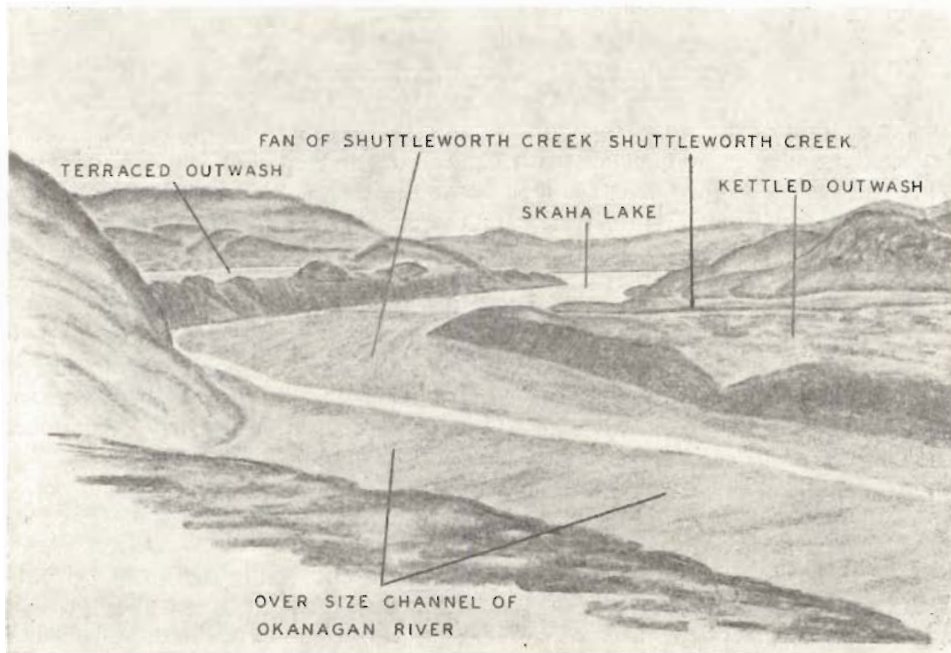 FAN OF SHUTTLEWORTH CREEK
SHUTTLEWORTH CREEK
TERRACED OUTWASH
KETTLED OUTWASH
SKAHA LAKE
OVER SIZE CHANNEL OF
OKANAGAN RIVER